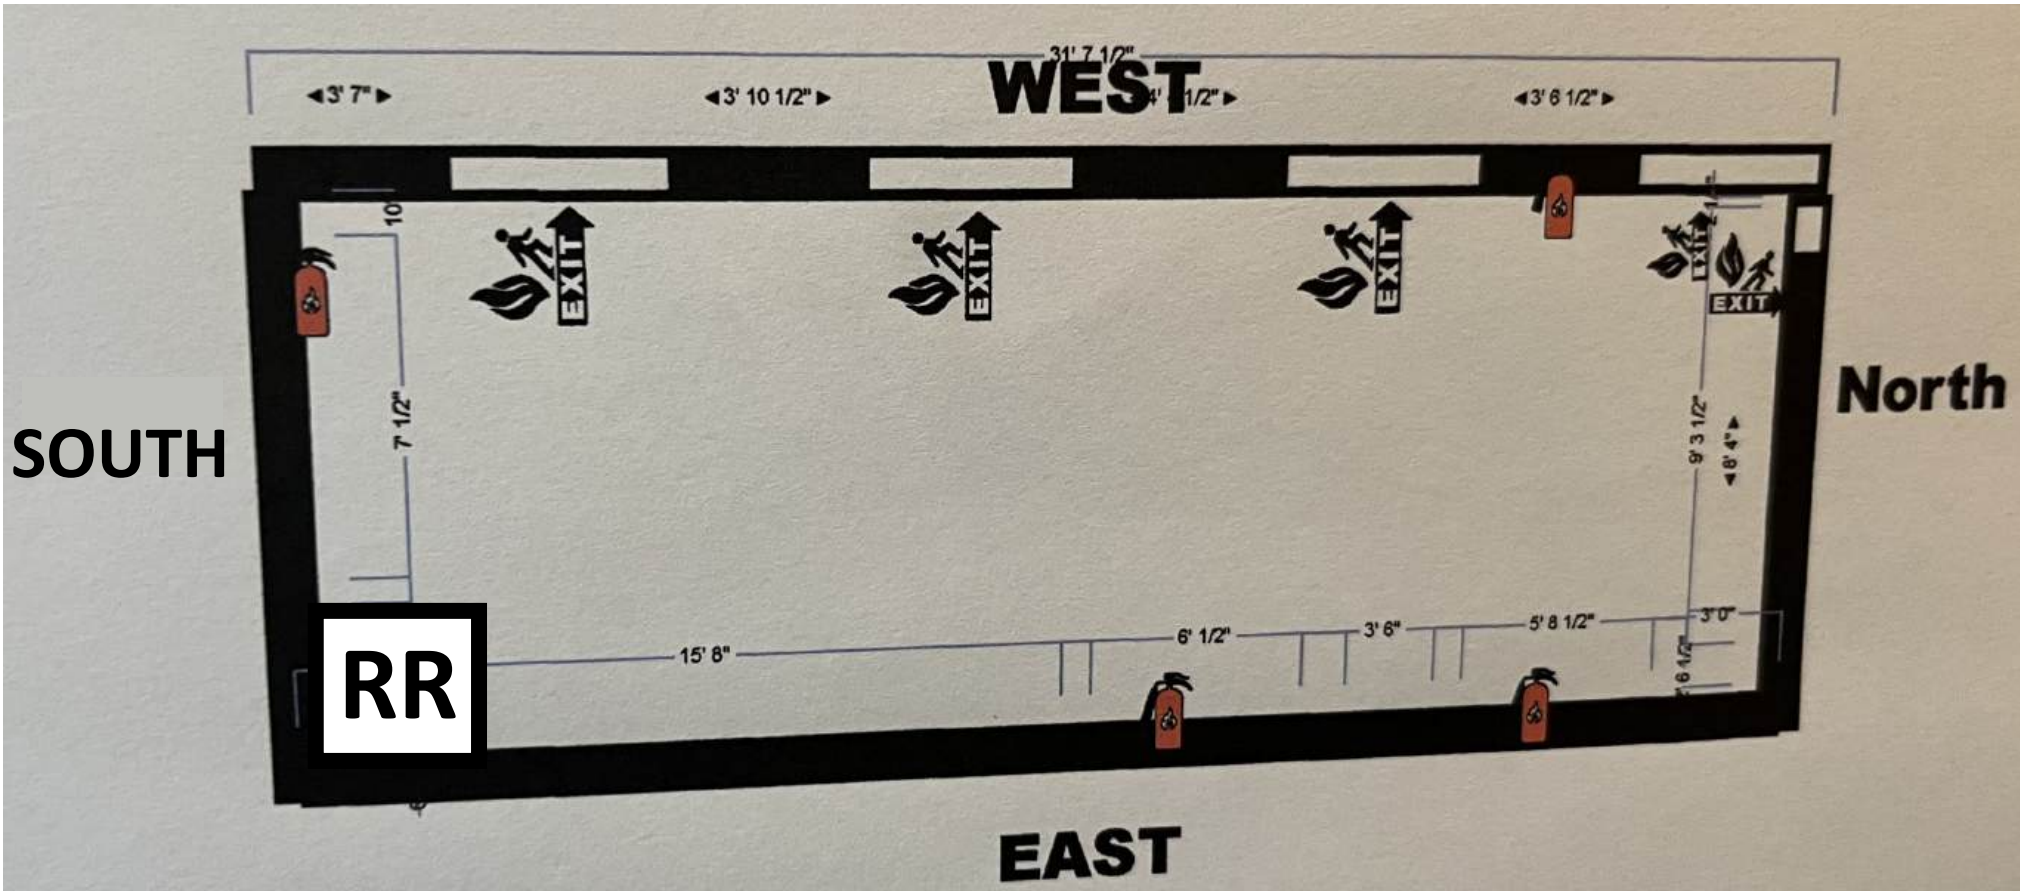 31' 7 1/2"
WEST
3' 7"
3' 10 1/2"
3' 6 1/2"
10
EXIT
EXIT
EXIT
EXIT
EXIT
SOUTH
North
7' 1/2"
9' 3 1/2"
8' 4"
RR
15' 8"
6' 1/2"
3' 6"
5' 8 1/2"
3' 0"
6 1/2"
EAST